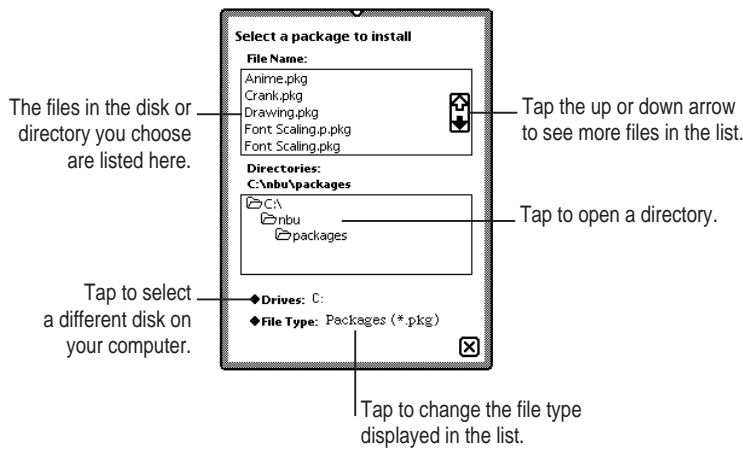 Select a package to install
File Name:
Anime.pkg
Crank.pkg
Drawing.pkg
Font Scaling.p.pkg
Font Scaling.pkg
Directories:
C:\nbu\packages
C:\
nbu
packages
Drives: C:
File Type: Packages (*.pkg)
The files in the disk or
directory you choose
are listed here.
Tap the up or down arrow
to see more files in the list.
Tap to open a directory.
Tap to select
a different disk on
your computer.
Tap to change the file type
displayed in the list.